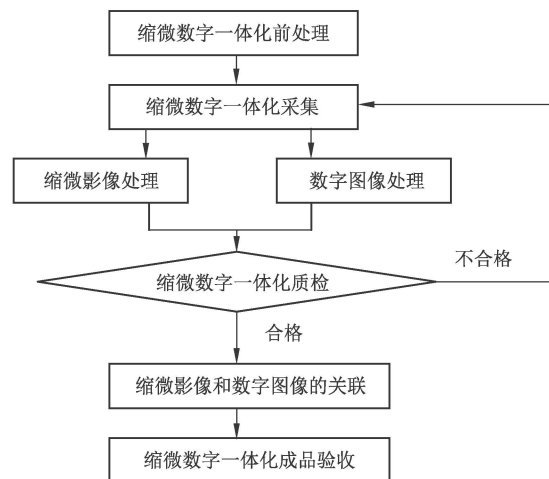 缩微数字一体化前处理
缩微数字一体化采集
缩微影像处理
数字图像处理
缩微数字一体化质检
不合格
合格
缩微影像和数字图像的关联
缩微数字一体化成品验收